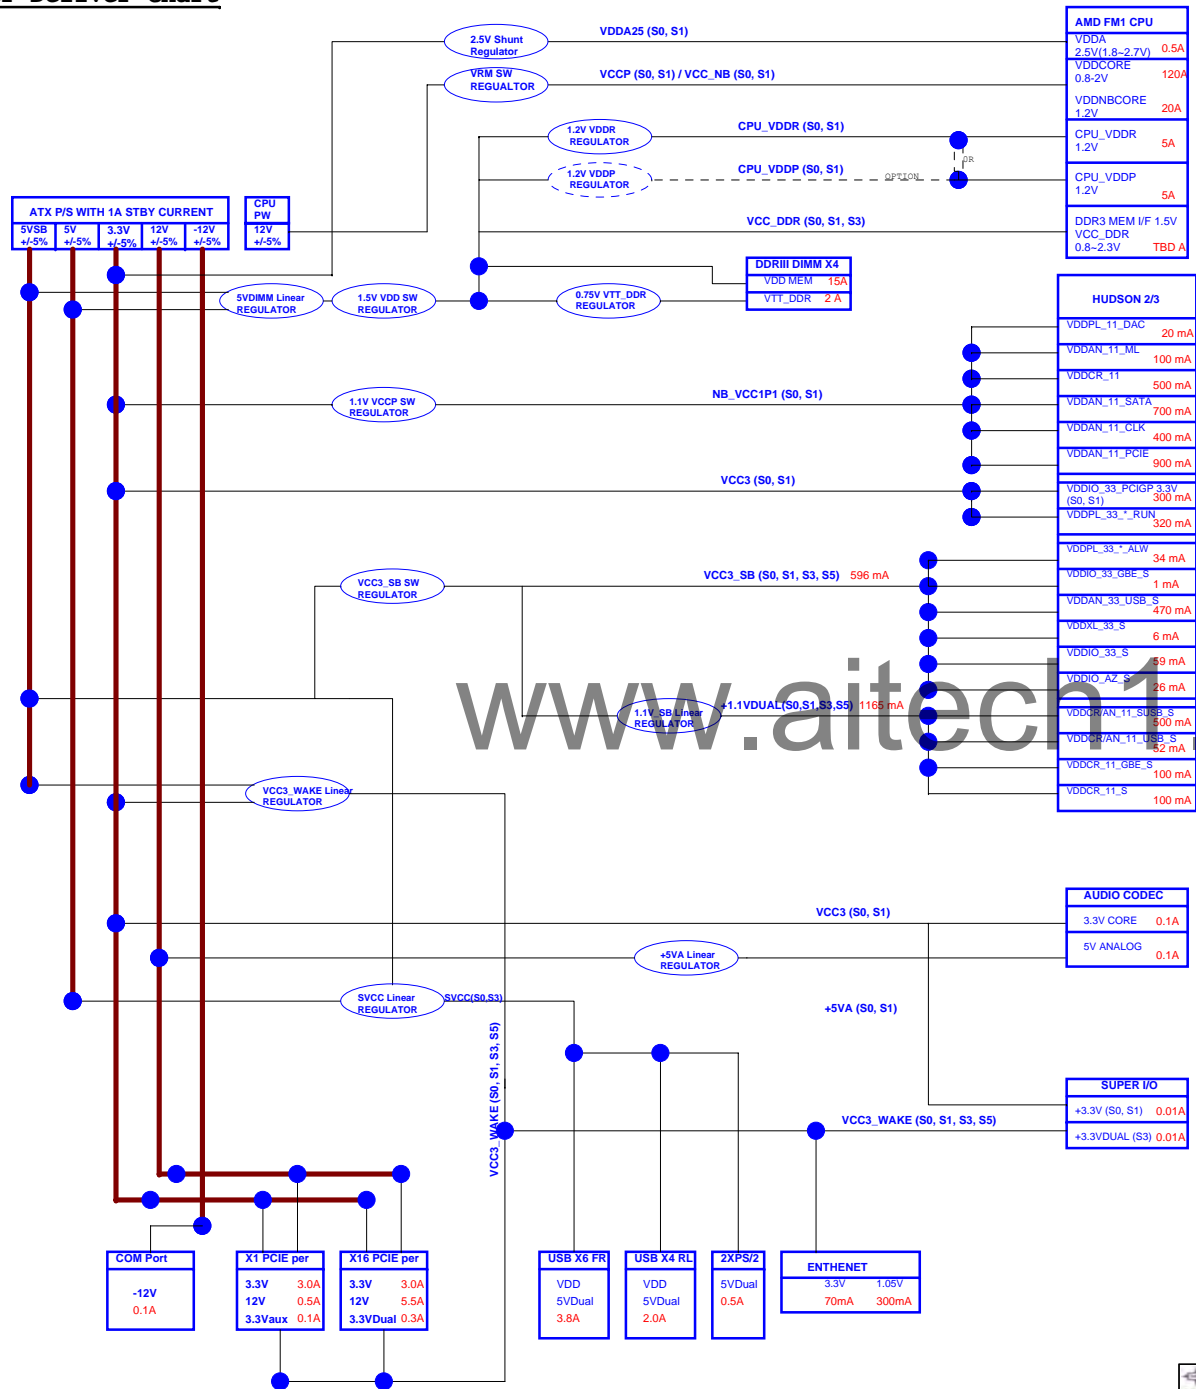 2.5V Shunt
Regulator
VDDA25 (S0, S1)
VRM SW
REGUALTOR
VCCP (S0, S1) / VCC_NB (S0, S1)
AMD FM1 CPU
VDDA
2.5V(1.8~2.7V) 0.5A
VDDCORE
0.8-2V 120A
VDDNBCORE
1.2V 20A
CPU_VDDR
1.2V 5A
CPU_VDDP
1.2V 5A
DDR3 MEM I/F 1.5V
VCC_DDR
0.8~2.3V TBD A
1.2V VDDR
REGULATOR
CPU_VDDR (S0, S1)
1.2V VDDP
REGULATOR
CPU_VDDP (S0, S1)
OPTION
OR
VCC_DDR (S0, S1, S3)
ATX P/S WITH 1A STBY CURRENT
5VSB
+/-5%
5V
+/-5%
3.3V
+/-5%
12V
+/-5%
-12V
+/-5%
CPU
PW
12V
+/-5%
DDRIII DIMM X4
VDD MEM 15A
VTT_DDR 2 A
5VDIMM Linear
REGULATOR
1.5V VDD SW
REGULATOR
0.75V VTT_DDR
REGULATOR
1.1V VCCP SW
REGULATOR
NB_VCC1P1 (S0, S1)
VCC3 (S0, S1)
HUDSON 2/3
VDDPL_11_DAC
20 mA
VDDAN_11_ML
100 mA
VDDCR_11
500 mA
VDDAN_11_SATA
700 mA
VDDAN_11_CLK
400 mA
VDDAN_11_PCIE
900 mA
VDDIO_33_PCIGP 3.3V
(S0, S1) 300 mA
VDDPL_33_*_RUN
320 mA
VDDPL_33_*_ALW
34 mA
VDDIO_33_GBE_S
1 mA
VDDAN_33_USB_S
470 mA
VDDXL_33_S
6 mA
VDDIO_33_S
59 mA
VDDIO_AZ_S
26 mA
VDDCR/AN_11_SUSB_S
500 mA
VDDCR/AN_11_USB_S
52 mA
VDDCR_11_GBE_S
100 mA
VDDCR_11_S
100 mA
VCC3_SB SW
REGULATOR
VCC3_SB (S0, S1, S3, S5) 596 mA
1.1V_SB Linear
REGULATOR
+1.1VDUAL(S0,S1,S3,S5) 1165 mA
www.aitech1.
VCC3_WAKE Linear
REGULATOR
AUDIO CODEC
3.3V CORE 0.1A
5V ANALOG
0.1A
VCC3 (S0, S1)
+5VA Linear
REGULATOR
+5VA (S0, S1)
SVCC Linear
REGULATOR
SVCC(S0,S3)
VCC3_WAKE (S0, S1, S3, S5)
VCC3_WAKE (S0, S1, S3, S5)
SUPER I/O
+3.3V (S0, S1) 0.01A
+3.3VDUAL (S3) 0.01A
COM Port
-12V
0.1A
X1 PCIE per
3.3V 3.0A
12V 0.5A
3.3Vaux 0.1A
X16 PCIE per
3.3V 3.0A
12V 5.5A
3.3VDual 0.3A
USB X6 FR
VDD
5VDual
3.8A
USB X4 RL
VDD
5VDual
2.0A
2XPS/2
5VDual
0.5A
ENTHENET
3.3V 1.05V
70mA 300mA